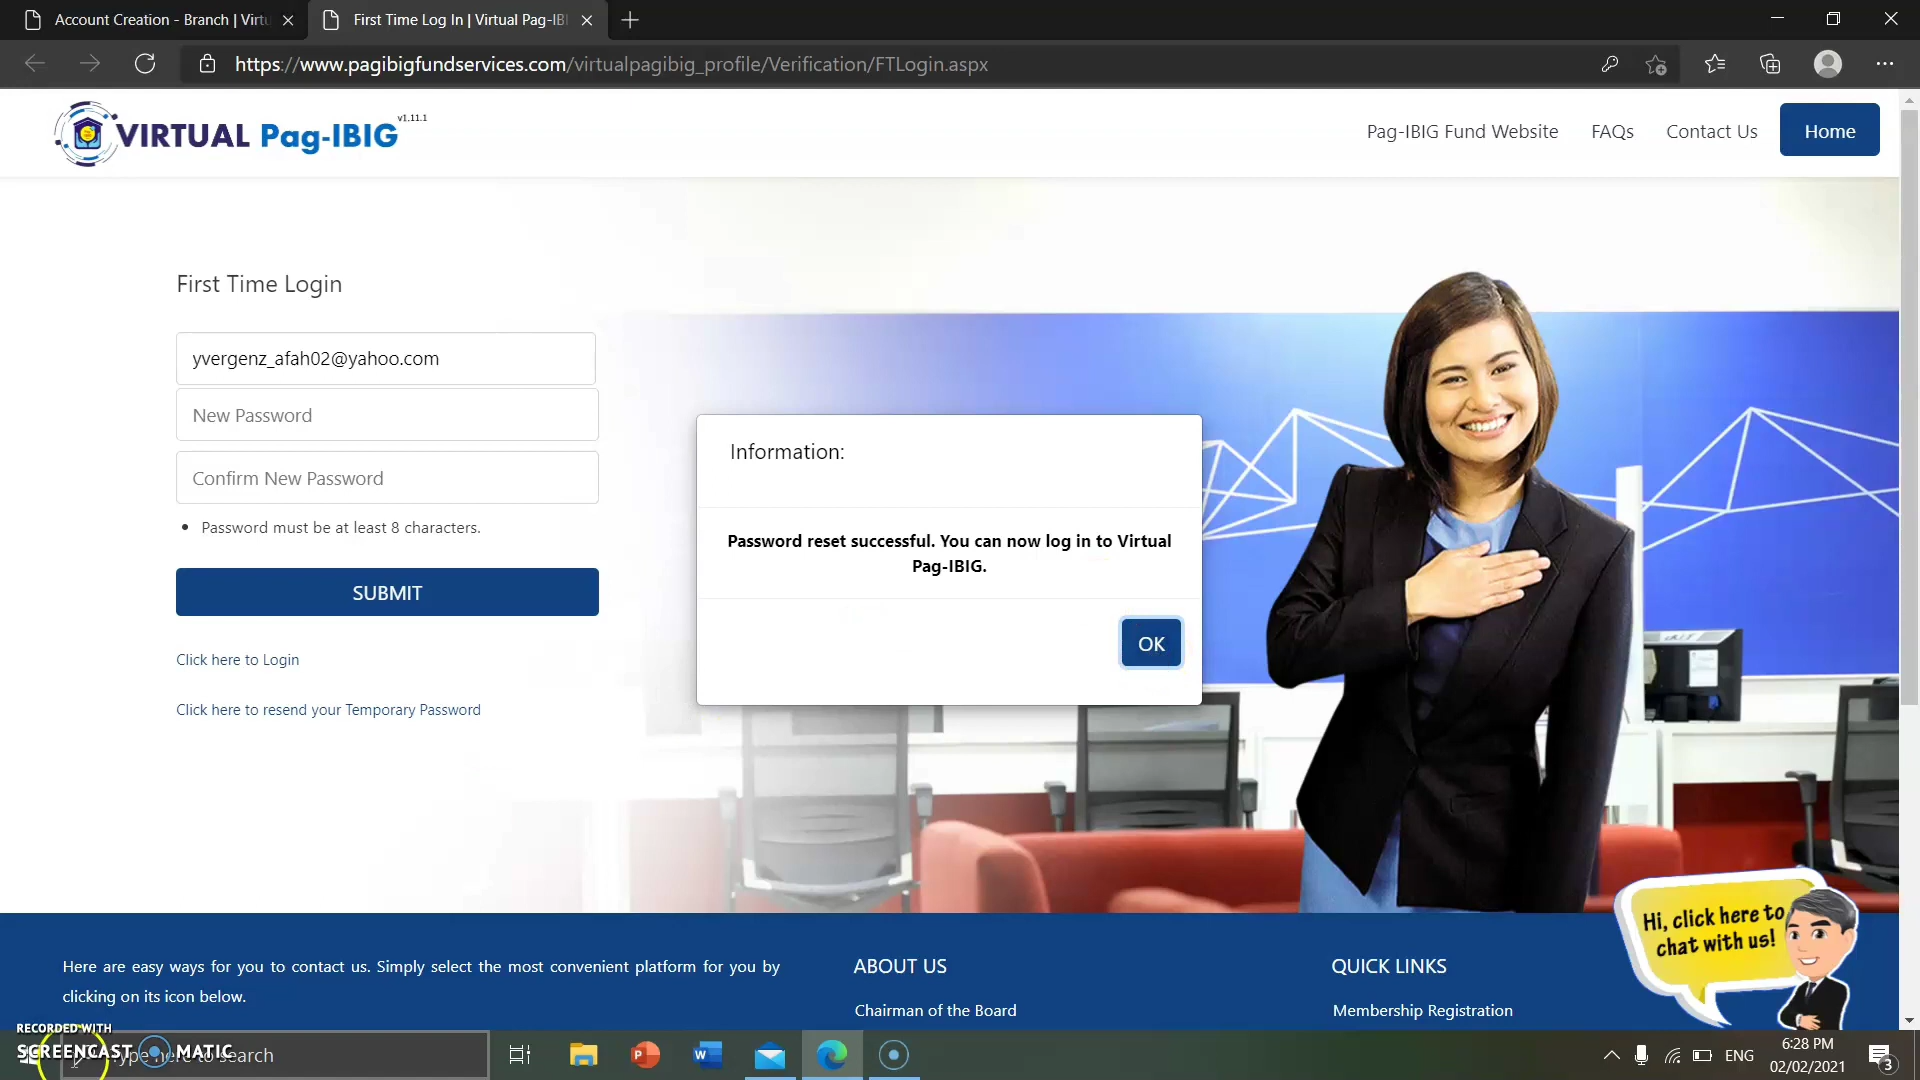 Account Creation - Branch | Virtu
First Time Log In | Virtual Pag-IBI
https://www.pagibigfundservices.com/virtualpagibig_profile/Verification/FTLogin.aspx
VIRTUAL Pag-IBIG
v1.11.1
Pag-IBIG Fund Website
FAQs
Contact Us
Home
First Time Login
yvergenz_afah02@yahoo.com
New Password
Confirm New Password
Password must be at least 8 characters.
SUBMIT
Click here to Login
Click here to resend your Temporary Password
Information:
Password reset successful. You can now log in to Virtual
Pag-IBIG.
OK
Hi, click here to
chat with us!
Here are easy ways for you to contact us. Simply select the most convenient platform for you by
clicking on its icon below.
ABOUT US
Chairman of the Board
QUICK LINKS
Membership Registration
RECORDED WITH
SCREENCAST MATIC
Type here to search
ENG
6:28 PM
02/02/2021
3